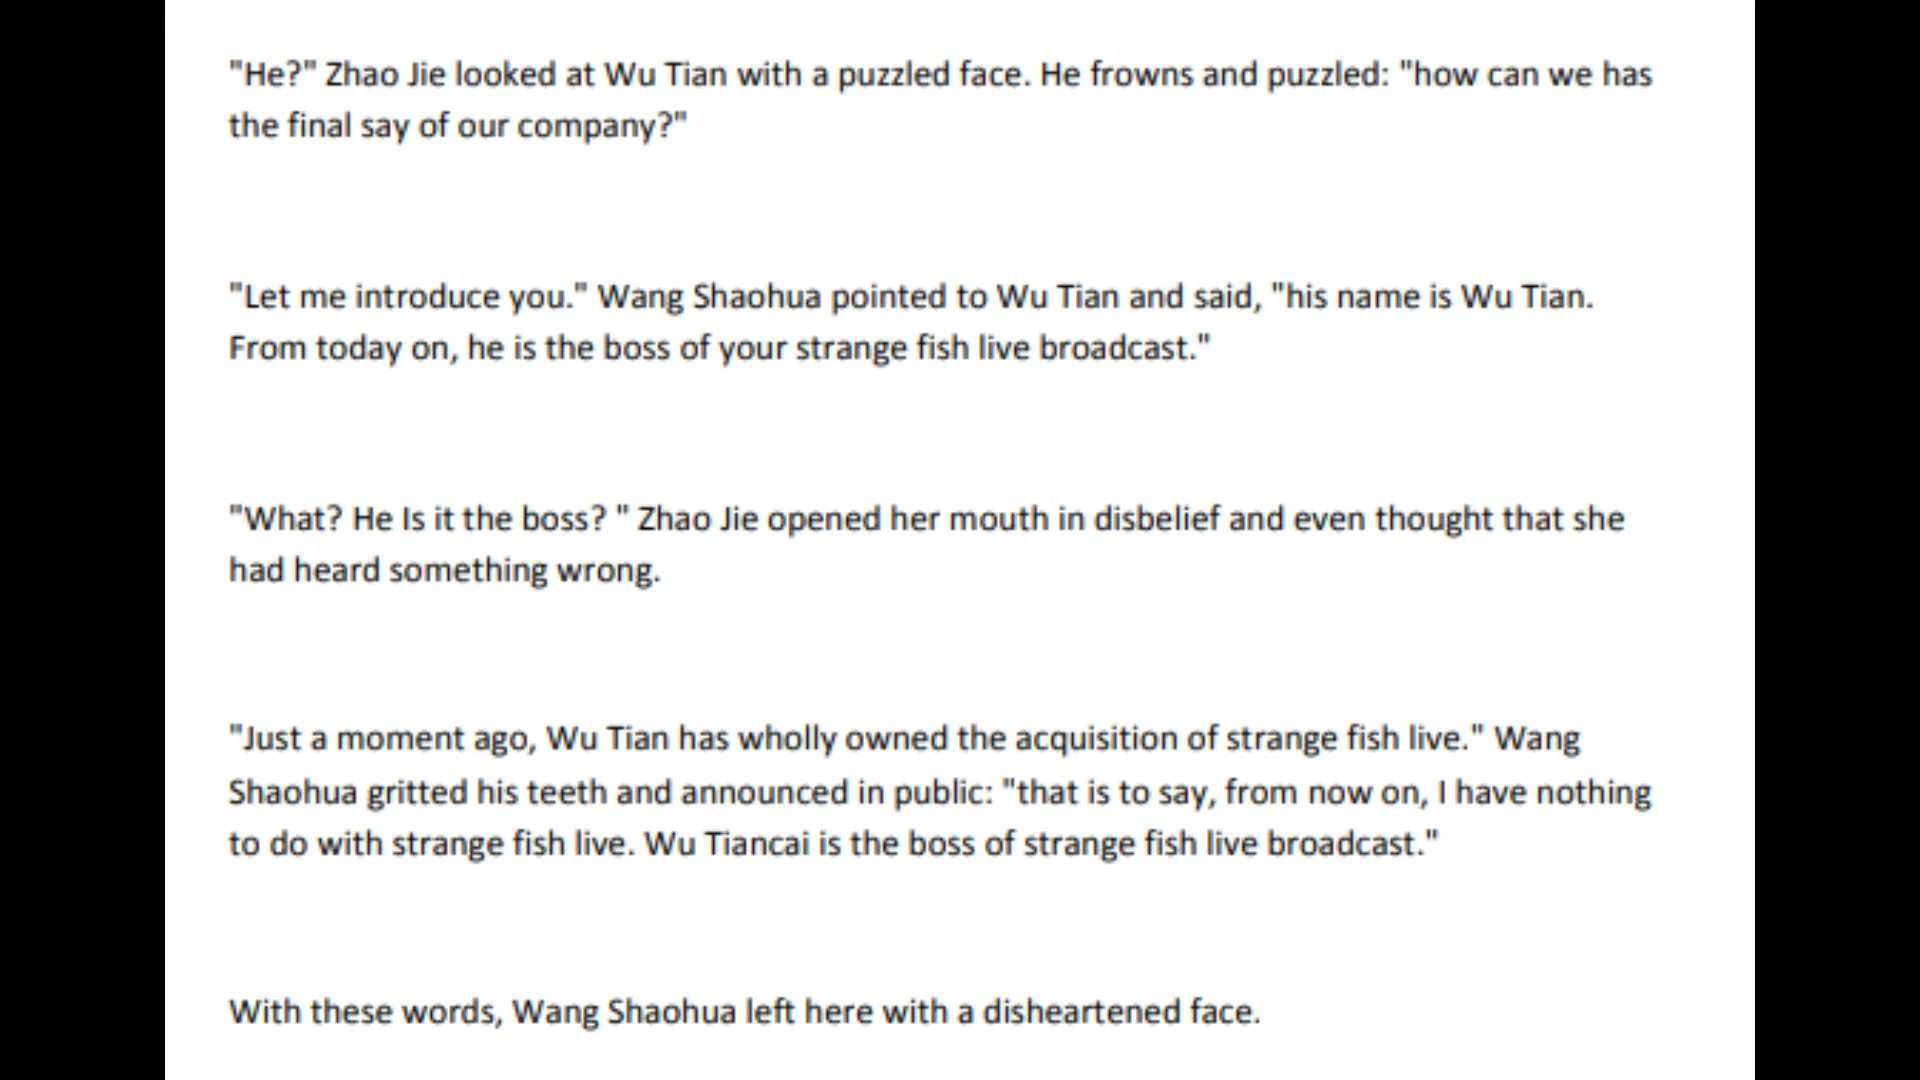 "He?" Zhao Jie looked at Wu Tian with a puzzled face. He frowns and puzzled: "how can we has
the final say of our company?"
"Let me introduce you." Wang Shaohua pointed to Wu Tian and said, "his name is Wu Tian.
From today on, he is the boss of your strange fish live broadcast."
"What? He Is it the boss? " Zhao Jie opened her mouth in disbelief and even thought that she
had heard something wrong.
"Just a moment ago, Wu Tian has wholly owned the acquisition of strange fish live." Wang
Shaohua gritted his teeth and announced in public: "that is to say, from now on, I have nothing
to do with strange fish live. Wu Tiancai is the boss of strange fish live broadcast."
With these words, Wang Shaohua left here with a disheartened face.